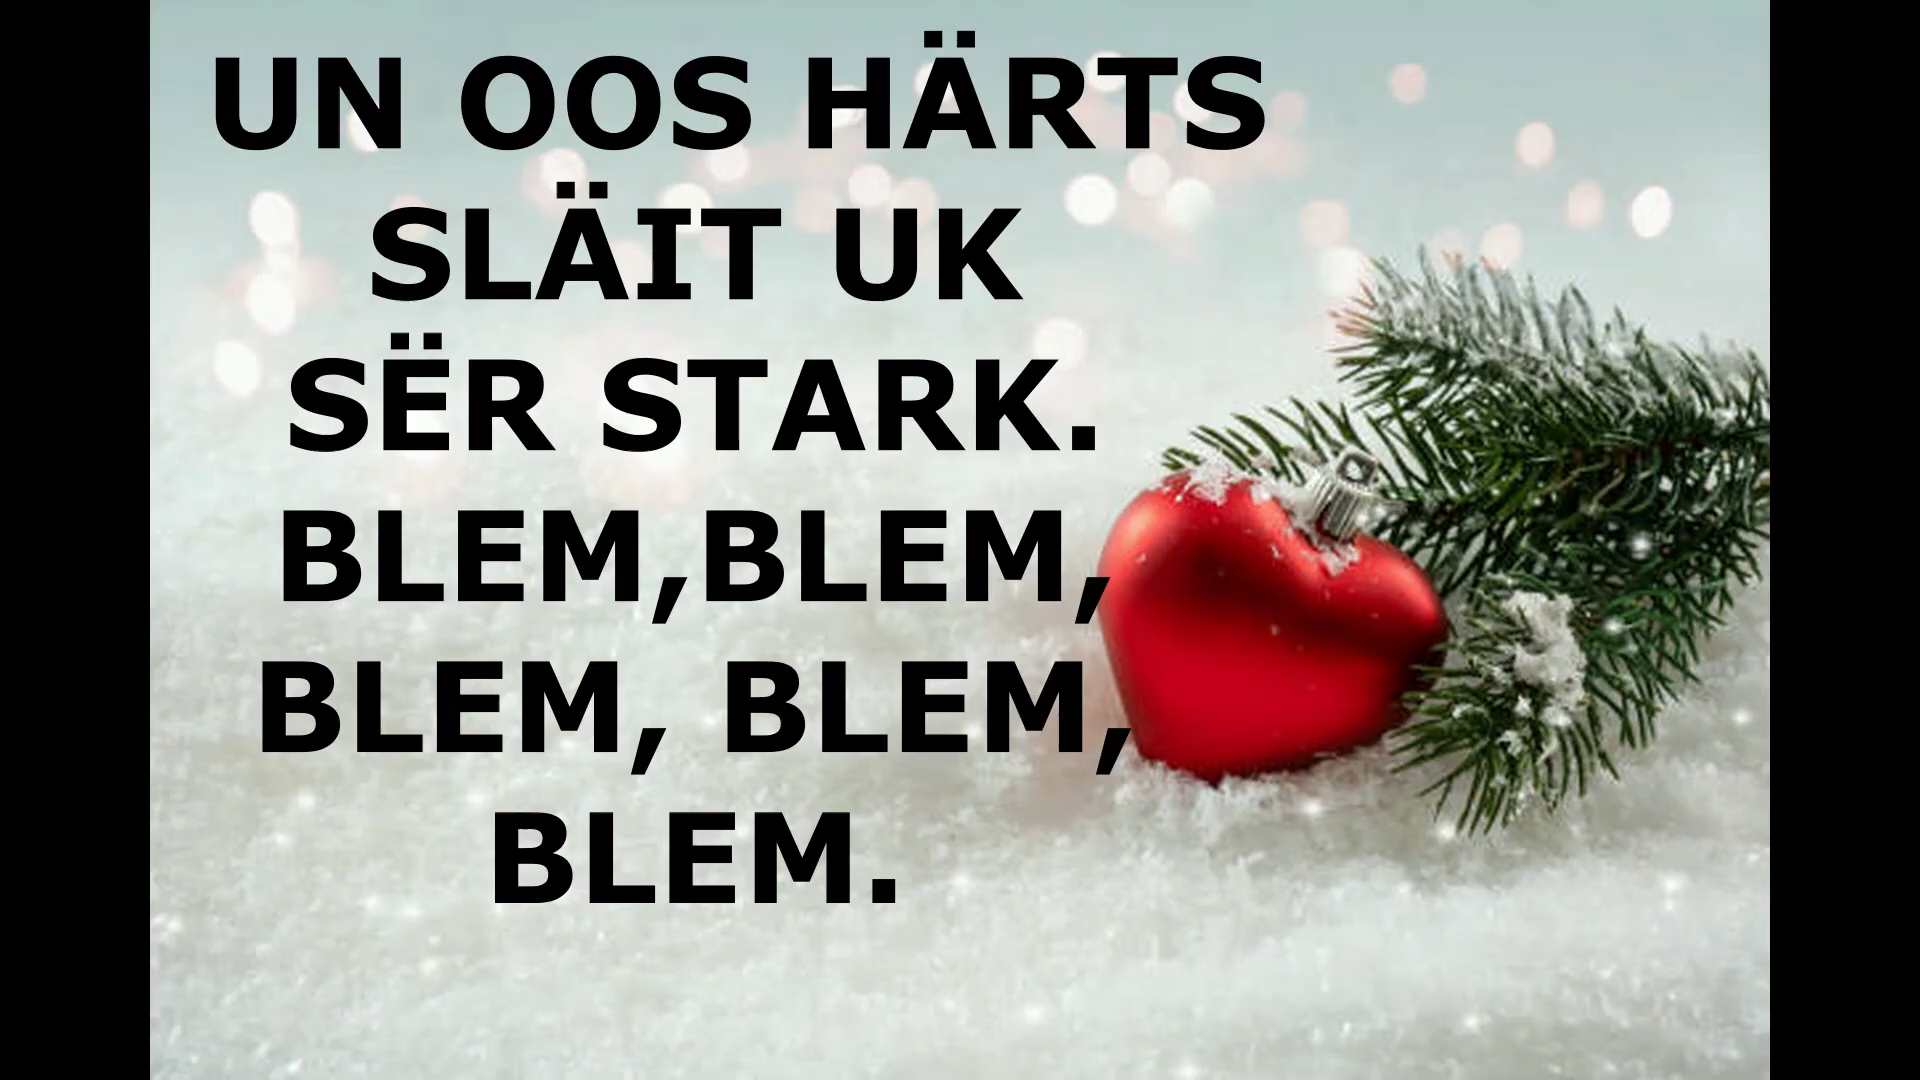 UN OOS HÄRTS
SLÄIT UK
SËR STARK.
BLEM,BLEM,
BLEM, BLEM,
BLEM.